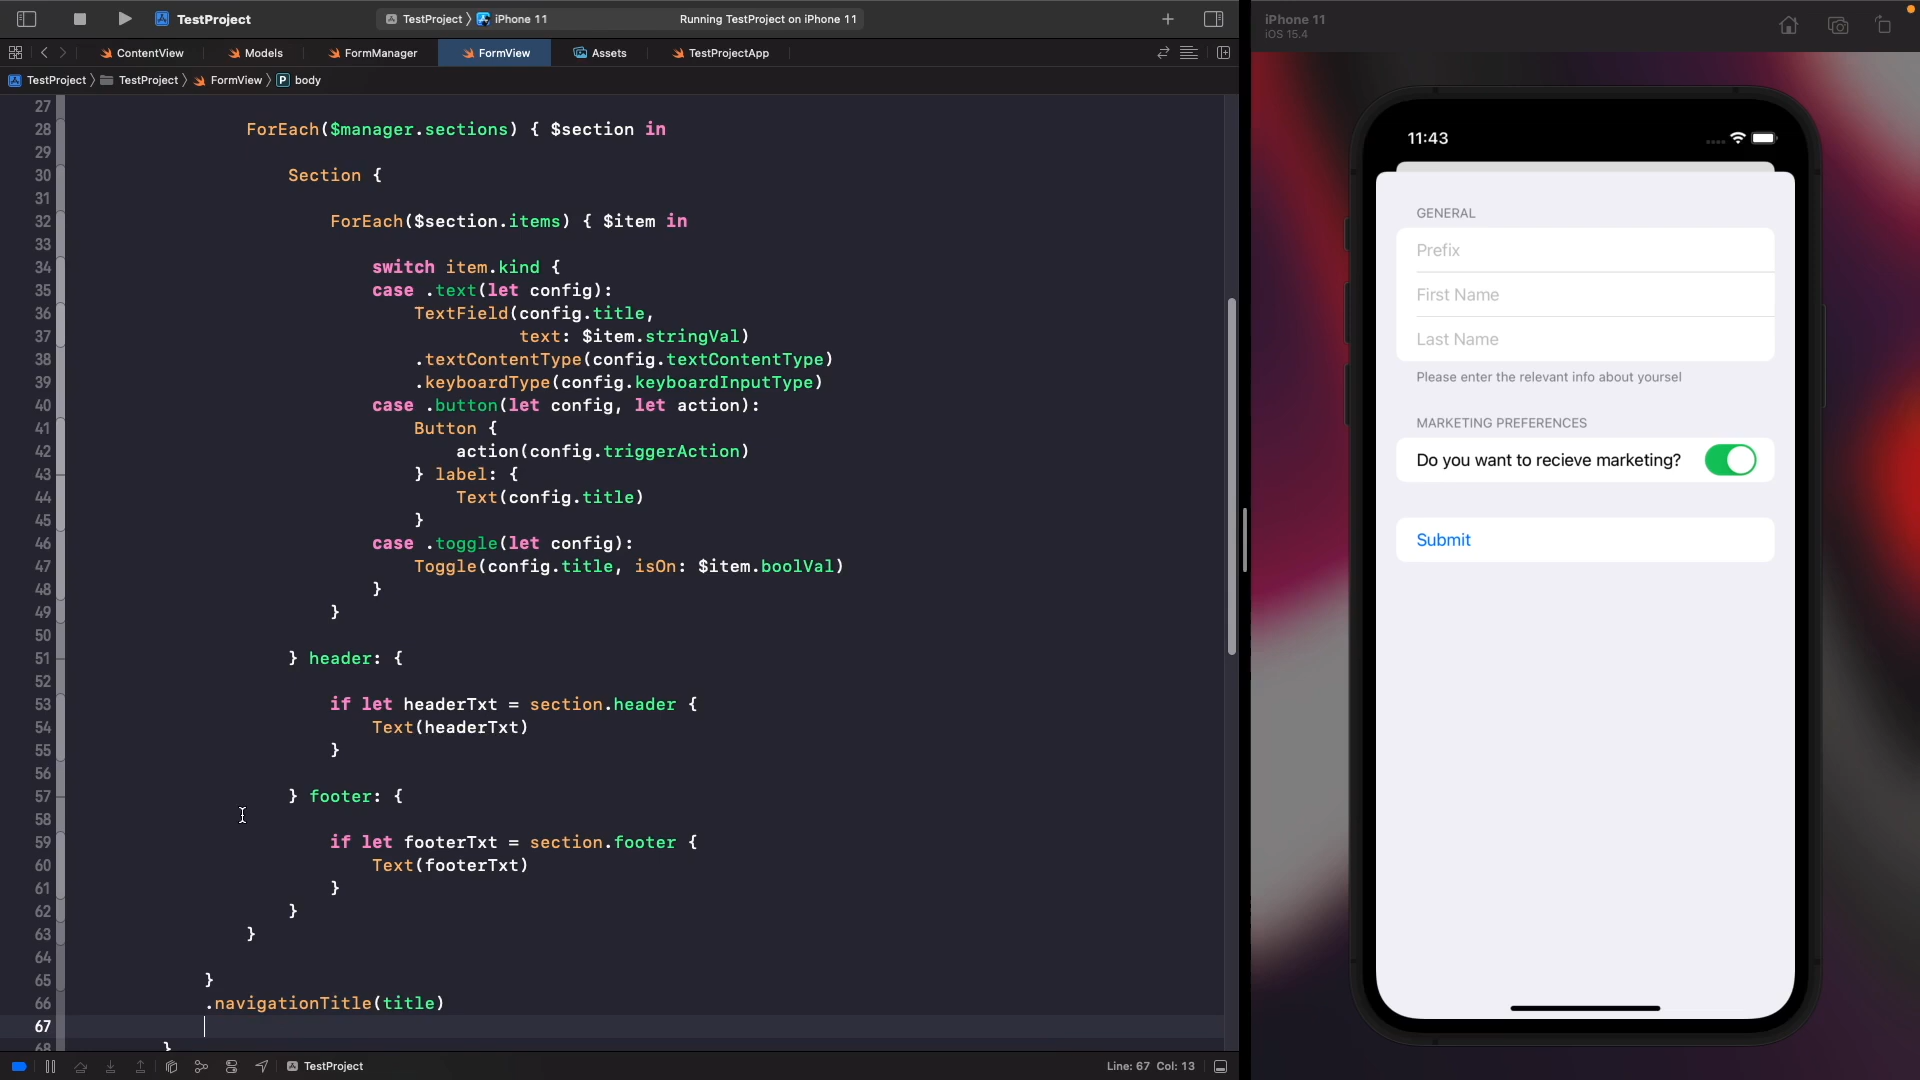 TestProject
TestProject 〉 iPhone 11
Running TestProject on iPhone 11
ContentView
Models
FormManager
FormView
Assets
TestProjectApp
TestProject 〉 TestProject 〉 FormView 〉 P body
27
28 ForEach($manager.sections) { $section in
29
30 Section {
31
32 ForEach($section.items) { $item in
33
34 switch item.kind {
35 case .text(let config):
36 TextField(config.title,
37 text: $item.stringVal)
38 .textContentType(config.textContentType)
39 .keyboardType(config.keyboardInputType)
40 case .button(let config, let action):
41 Button {
42 action(config.triggerAction)
43 } label: {
44 Text(config.title)
45 }
46 case .toggle(let config):
47 Toggle(config.title, isOn: $item.boolVal)
48 }
49 }
50
51 } header: {
52
53 if let headerTxt = section.header {
54 Text(headerTxt)
55 }
56
57 } footer: {
58
59 if let footerTxt = section.footer {
60 Text(footerTxt)
61 }
62 }
63 }
64
65 }
66 .navigationTitle(title)
67
68 }
TestProject
Line: 67 Col: 13
iPhone 11
iOS 15.4
11:43
GENERAL
Prefix
First Name
Last Name
Please enter the relevant info about yoursel
MARKETING PREFERENCES
Do you want to recieve marketing?
Submit